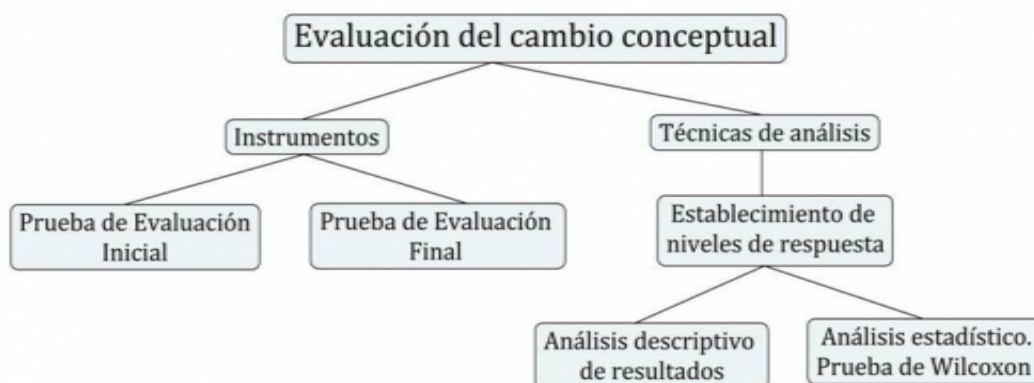 Evaluación del cambio conceptual
Instrumentos
Técnicas de análisis
Prueba de Evaluación
Inicial
Prueba de Evaluación
Final
Establecimiento de
niveles de respuesta
Análisis descriptivo
de resultados
Análisis estadístico.
Prueba de Wilcoxon